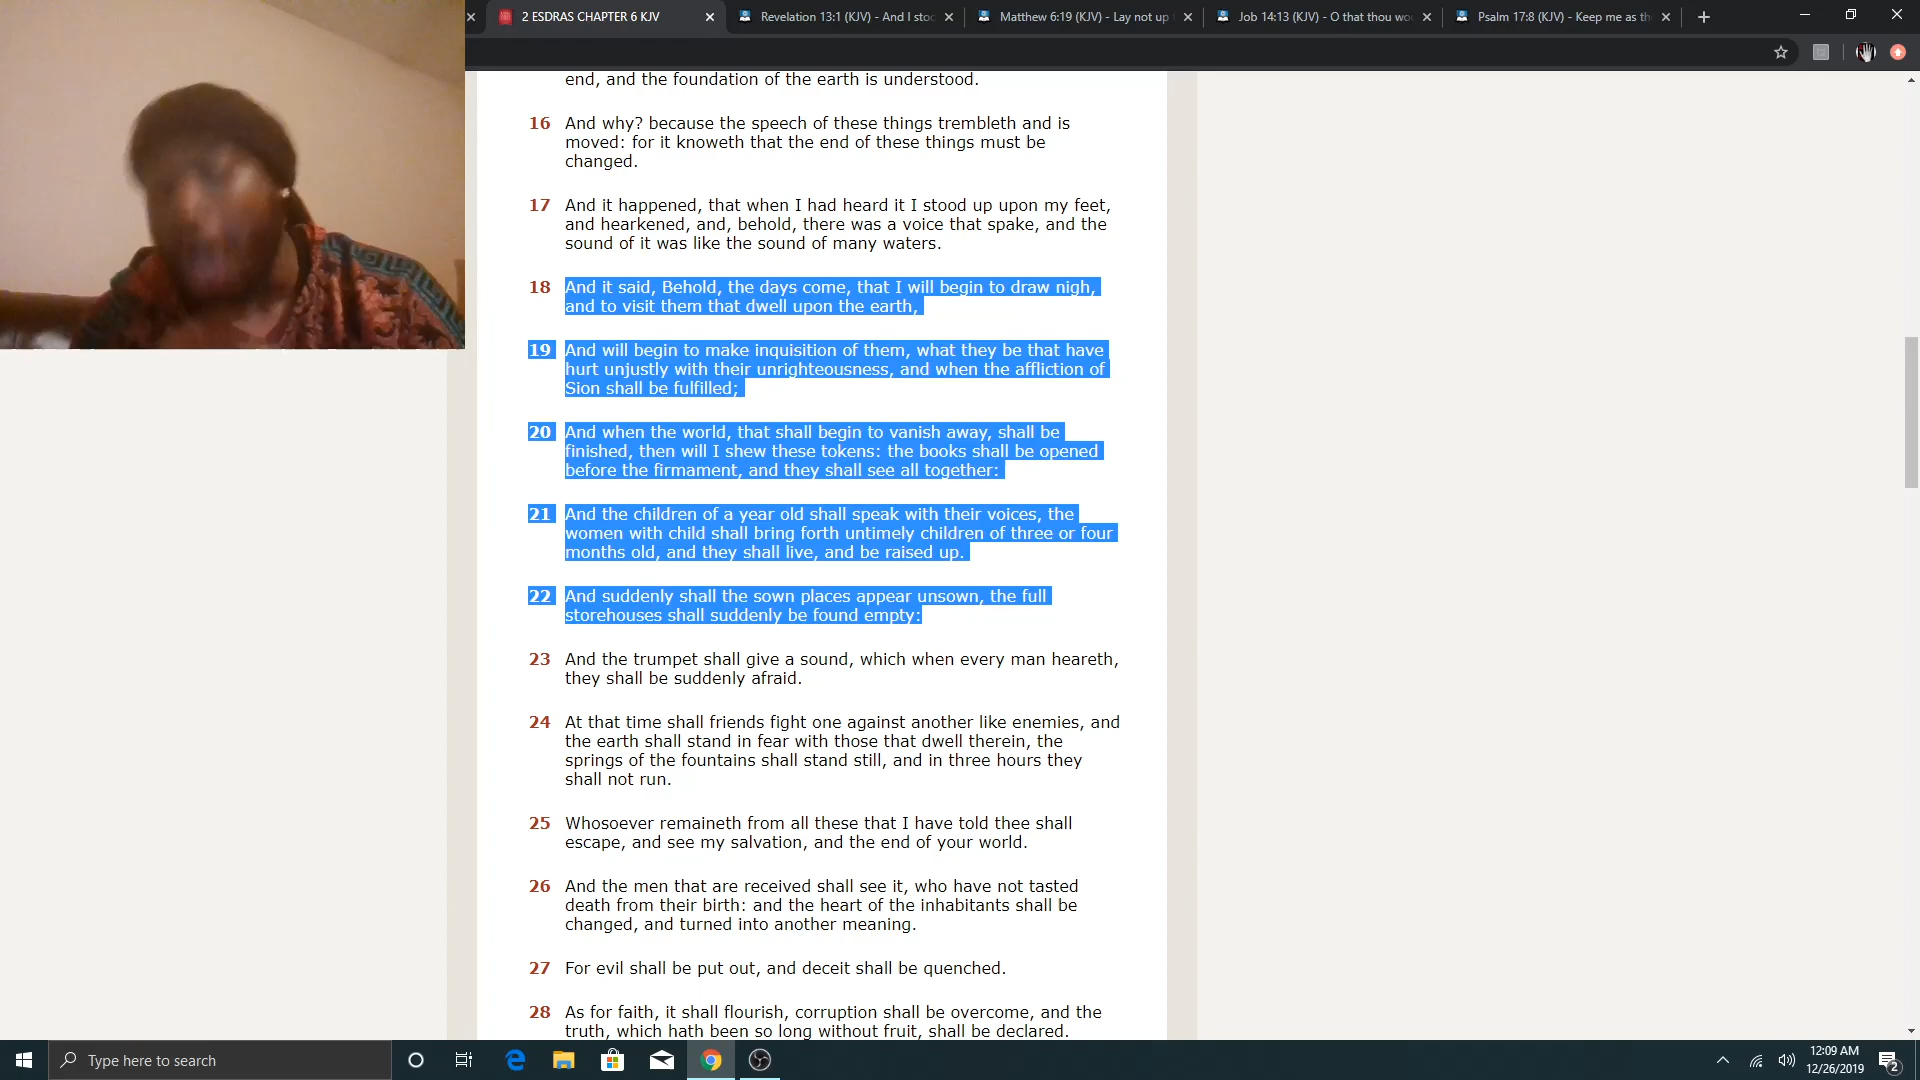 2 ESDRAS CHAPTER 6 KJV
Revelation 13:1 (KJV) - And I stoo
Matthew 6:19 (KJV) - Lay not up
Job 14:13 (KJV) - O that thou wou
Psalm 17:8 (KJV) - Keep me as th
end, and the foundation of the earth is understood.
16 And why? because the speech of these things trembleth and is
moved: for it knoweth that the end of these things must be
changed.
17 And it happened, that when I had heard it I stood up upon my feet,
and hearkened, and, behold, there was a voice that spake, and the
sound of it was like the sound of many waters.
18 And it said, Behold, the days come, that I will begin to draw nigh,
and to visit them that dwell upon the earth,
19 And will begin to make inquisition of them, what they be that have
hurt unjustly with their unrighteousness, and when the affliction of
Sion shall be fulfilled;
20 And when the world, that shall begin to vanish away, shall be
finished, then will I shew these tokens: the books shall be opened
before the firmament, and they shall see all together:
21 And the children of a year old shall speak with their voices, the
women with child shall bring forth untimely children of three or four
months old, and they shall live, and be raised up.
22 And suddenly shall the sown places appear unsown, the full
storehouses shall suddenly be found empty:
23 And the trumpet shall give a sound, which when every man heareth,
they shall be suddenly afraid.
24 At that time shall friends fight one against another like enemies, and
the earth shall stand in fear with those that dwell therein, the
springs of the fountains shall stand still, and in three hours they
shall not run.
25 Whosoever remaineth from all these that I have told thee shall
escape, and see my salvation, and the end of your world.
26 And the men that are received shall see it, who have not tasted
death from their birth: and the heart of the inhabitants shall be
changed, and turned into another meaning.
27 For evil shall be put out, and deceit shall be quenched.
28 As for faith, it shall flourish, corruption shall be overcome, and the
truth, which hath been so long without fruit, shall be declared.
Type here to search
12:09 AM
12/26/2019
2